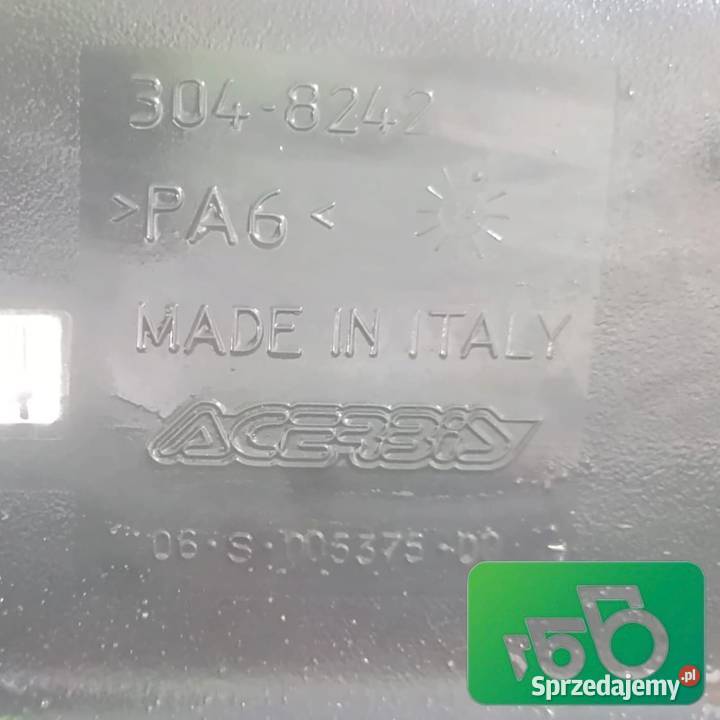 304-8242
>PA6<
MADE IN ITALY
ACERBIS
Sprzedajemy.pl